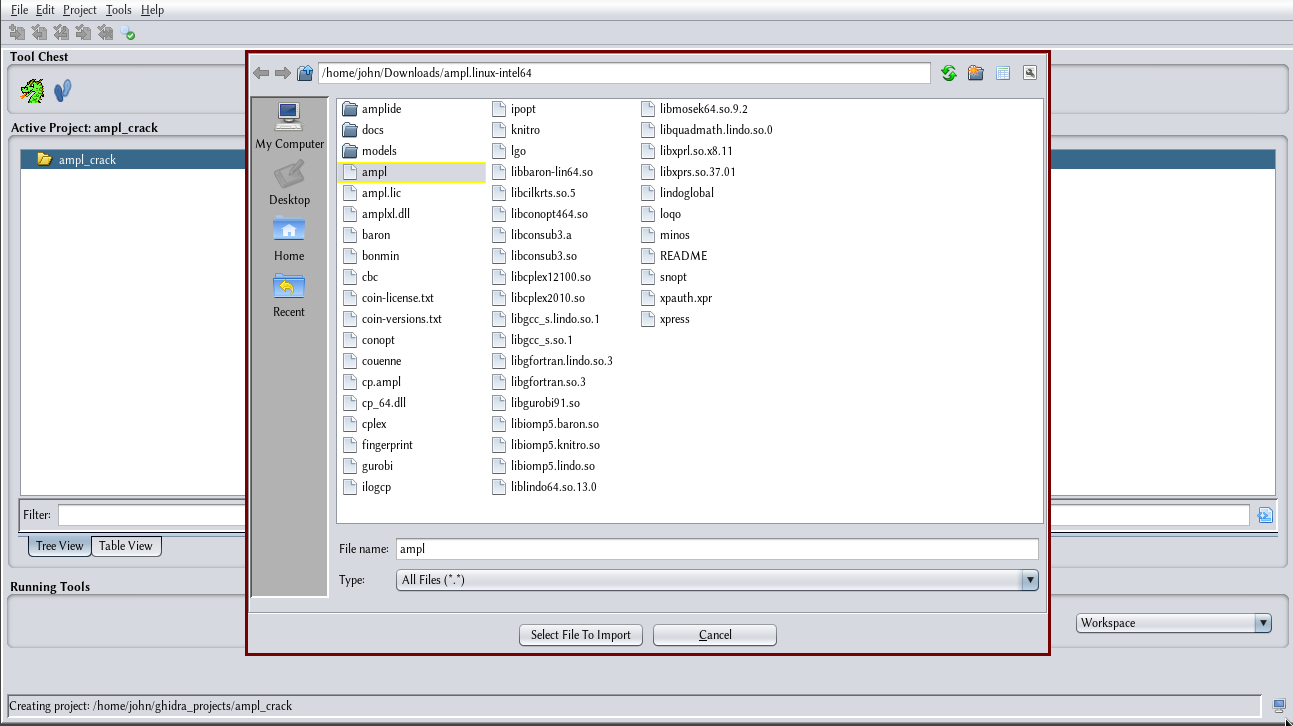 File Edit Project Tools Help
Tool Chest
Active Project: ampl_crack
ampl_crack
Filter:
Tree View Table View
Running Tools
Workspace
Creating project: /home/john/ghidra_projects/ampl_crack
/home/john/Downloads/ampl.linux-intel64
My Computer
Desktop
Home
Recent
amplide
docs
models
ampl
ampl.lic
amplxl.dll
baron
bonmin
cbc
coin-license.txt
coin-versions.txt
conopt
couenne
cp.ampl
cp_64.dll
cplex
fingerprint
gurobi
ilogcp
ipopt
knitro
lgo
libbaron-lin64.so
libcilkrts.so.5
libconopt464.so
libconsub3.a
libconsub3.so
libcplex12100.so
libcplex2010.so
libgcc_s.lindo.so.1
libgcc_s.so.1
libgfortran.lindo.so.3
libgfortran.so.3
libgurobi91.so
libiomp5.baron.so
libiomp5.knitro.so
libiomp5.lindo.so
liblindo64.so.13.0
libmosek64.so.9.2
libquadmath.lindo.so.0
libxprl.so.x8.11
libxprs.so.37.01
lindoglobal
loqo
minos
README
snopt
xpauth.xpr
xpress
File name: ampl
Type: All Files (*.*)
Select File To Import Cancel